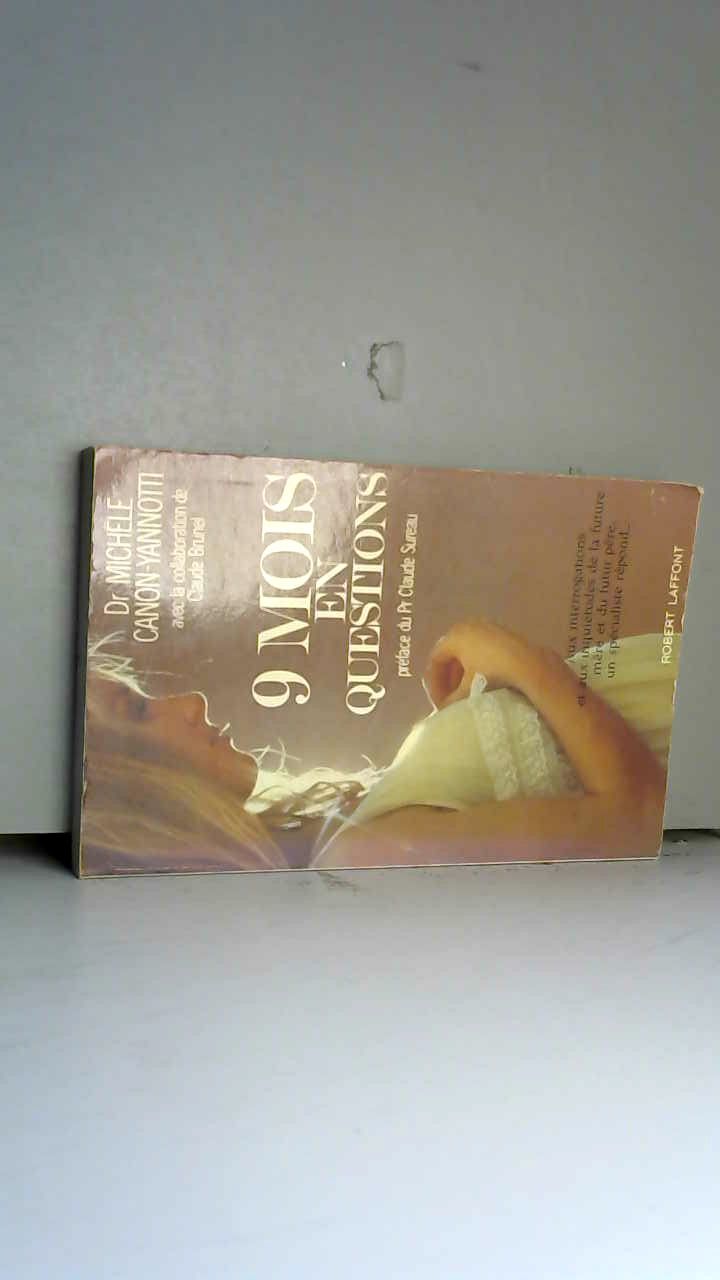 Dr MICHÈLE
CANON-YANNOTTI
avec la collaboration de
Claude Brunel
9 MOIS
EN
QUESTIONS
préface du Pr Claude Sureau
Aux interrogations
et aux inquiétudes de la future
mère et du futur père,
un spécialiste répond...
ROBERT LAFFONT